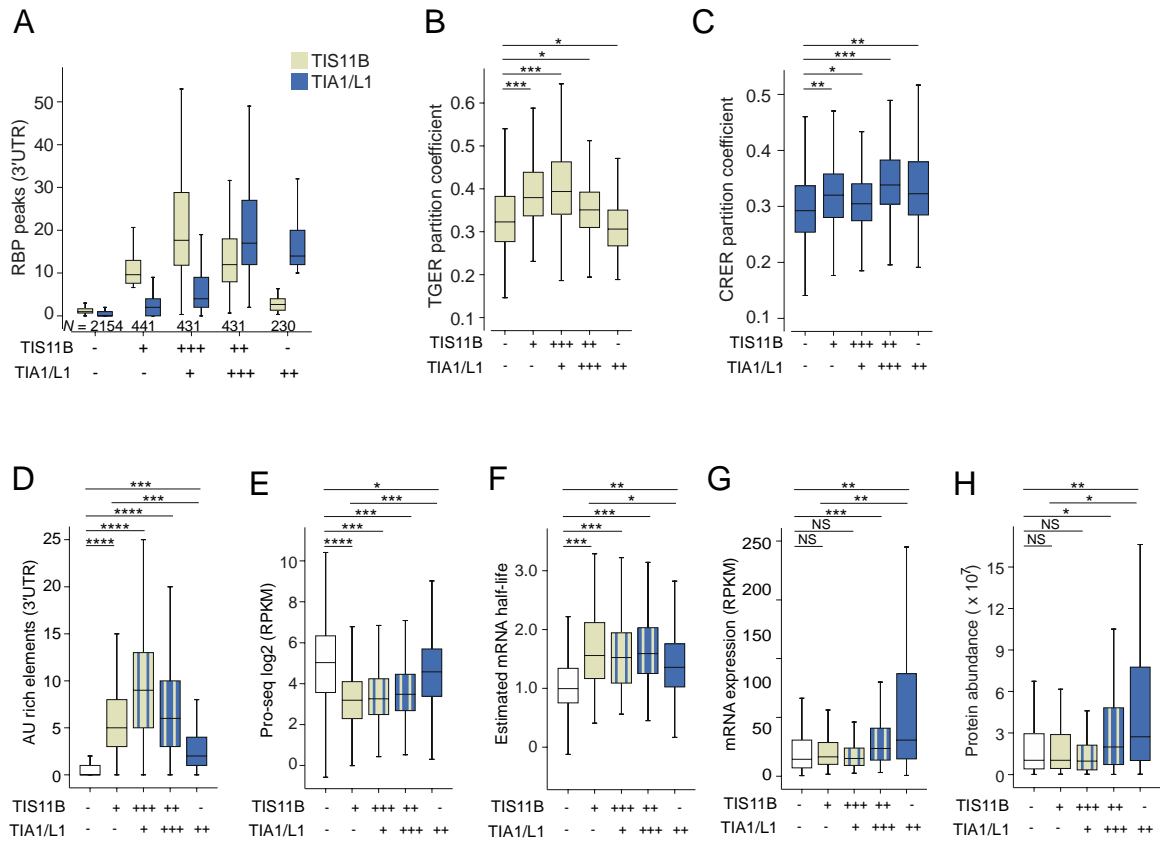 A
RBP peaks (3′UTR)
50
40
30
20
10
0
TIS11B
TIA1/L1
N = 2154 441 431 431 230
TIS11B - + +++ ++ -
TIA1/L1 - - + +++ ++
B
TGER partition coefficient
0.6
0.5
0.4
0.3
0.2
0.1
*
*
***
***
TIS11B - + +++ ++ -
TIA1/L1 - - + +++ ++
C
CRER partition coefficient
0.5
0.4
0.3
0.2
0.1
**
***
*
**
TIS11B - + +++ ++ -
TIA1/L1 - - + +++ ++
D
AU rich elements (3′UTR)
25
20
15
10
5
0
***
***
****
****
****
TIS11B - + +++ ++ -
TIA1/L1 - - + +++ ++
E
Pro-seq log2 (RPKM)
10
8
6
4
2
0
*
***
***
***
****
- + +++ ++ -
- - + +++ ++
F
Estimated mRNA half-life
3.0
2.0
1.0
0
**
*
***
***
***
TIS11B - + +++ ++ -
TIA1/L1 - - + +++ ++
G
mRNA expression (RPKM)
250
200
150
100
50
0
**
**
***
NS
NS
- + +++ ++ -
- - + +++ ++
H
Protein abundance ( x 10⁷)
15
12
9
6
3
0
**
*
*
NS
NS
TIS11B - + +++ ++ -
TIA1/L1 - - + +++ ++